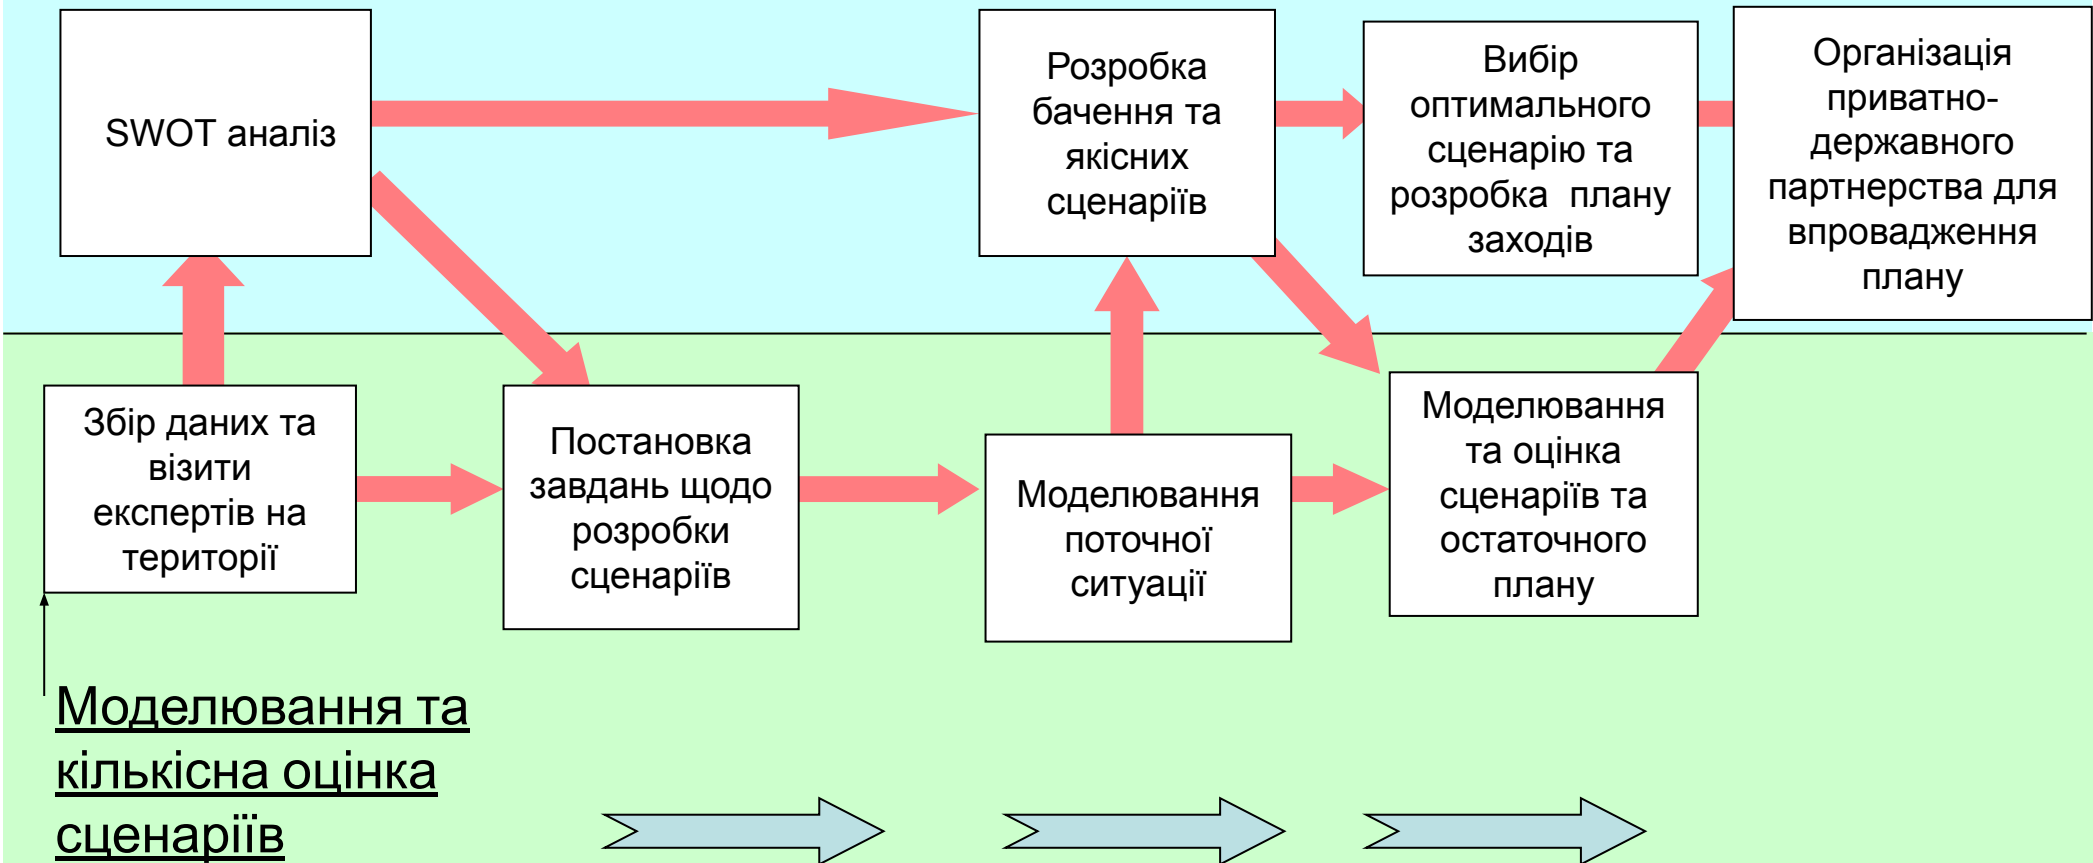 SWOT аналіз
Розробка
бачення та
якісних
сценаріїв
Вибір
оптимального
сценарію та
розробка плану
заходів
Організація
приватно-
державного
партнерства для
впровадження
плану
Збір даних та
візити
експертів на
території
Постановка
завдань щодо
розробки
сценаріїв
Моделювання
поточної
ситуації
Моделювання
та оцінка
сценаріїв та
остаточного
плану
Моделювання та
кількісна оцінка
сценаріїв